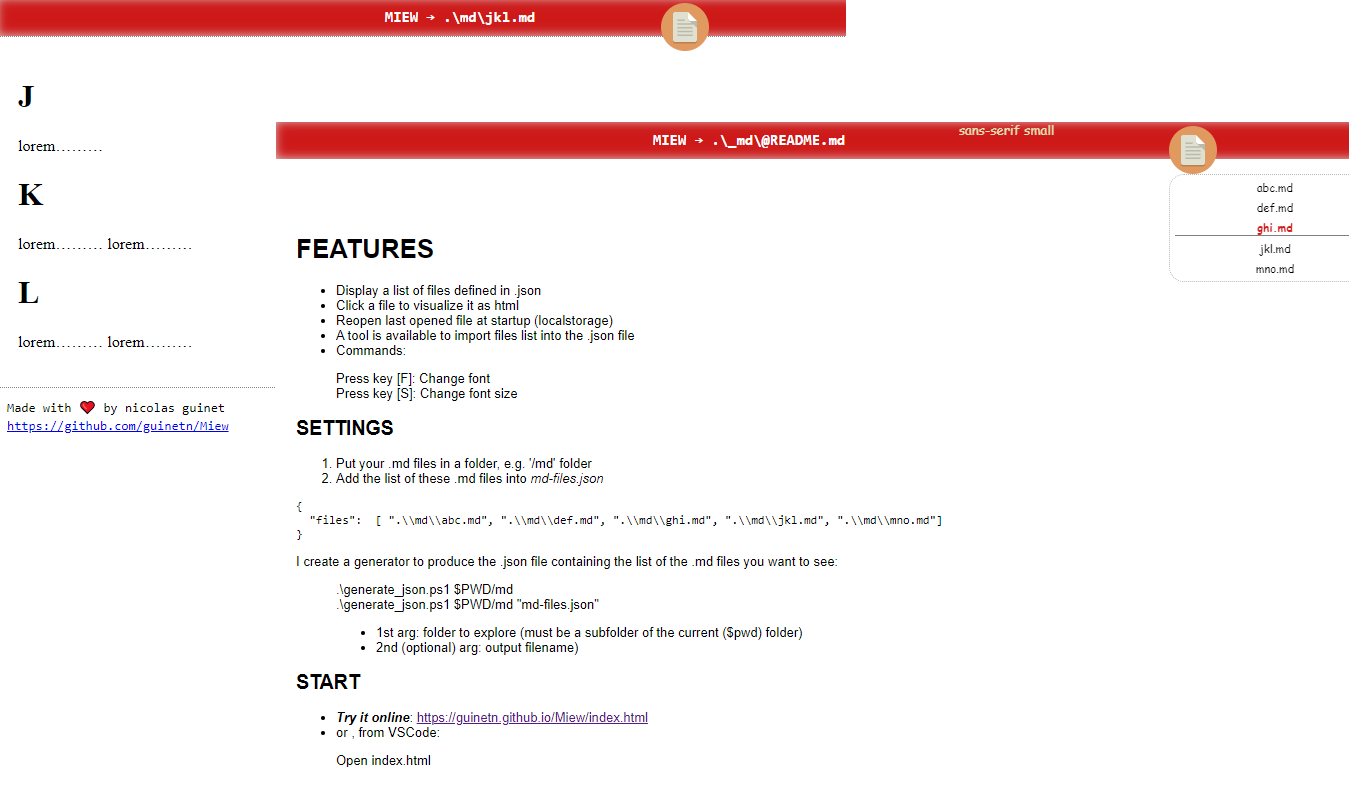 MIEW → .\md\jkl.md
J
lorem………
K
lorem……… lorem………
L
lorem……… lorem………
Made with ❤ by nicolas guinet
https://github.com/guinetn/Miew
MIEW → .\_md\@README.md
sans-serif small
abc.md
def.md
ghi.md
jkl.md
mno.md
FEATURES
• Display a list of files defined in .json
• Click a file to visualize it as html
• Reopen last opened file at startup (localstorage)
• A tool is available to import files list into the .json file
• Commands:
Press key [F]: Change font
Press key [S]: Change font size
SETTINGS
1. Put your .md files in a folder, e.g. '/md' folder
2. Add the list of these .md files into md-files.json
{
"files":  [ ".\\md\\abc.md", ".\\md\\def.md", ".\\md\\ghi.md", ".\\md\\jkl.md", ".\\md\\mno.md"]
}
I create a generator to produce the .json file containing the list of the .md files you want to see:
.\generate_json.ps1 $PWD/md
.\generate_json.ps1 $PWD/md "md-files.json"
• 1st arg: folder to explore (must be a subfolder of the current ($pwd) folder)
• 2nd (optional) arg: output filename)
START
• Try it online: https://guinetn.github.io/Miew/index.html
• or , from VSCode:
Open index.html